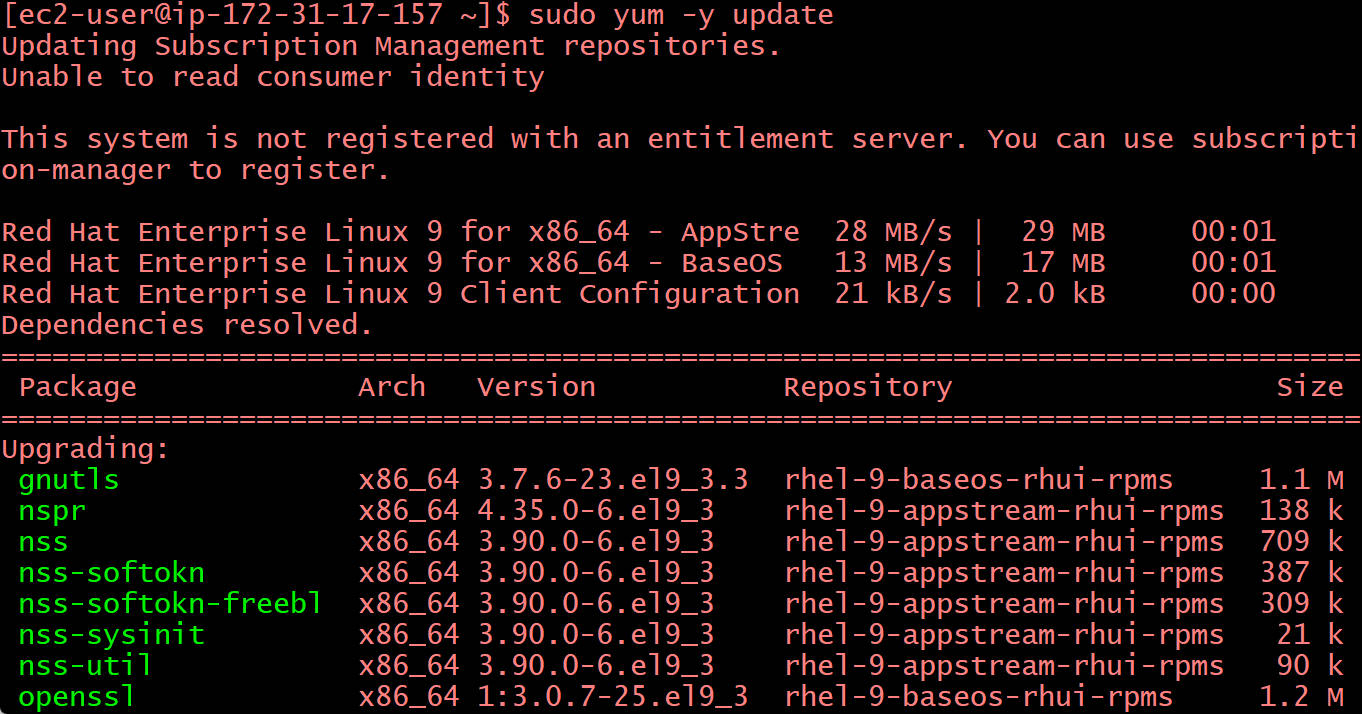 [ec2-user@ip-172-31-17-157 ~]$ sudo yum -y update
Updating Subscription Management repositories.
Unable to read consumer identity
This system is not registered with an entitlement server. You can use subscripti
on-manager to register.
Red Hat Enterprise Linux 9 for x86_64 - AppStre  28 MB/s |  29 MB     00:01
Red Hat Enterprise Linux 9 for x86_64 - BaseOS   13 MB/s |  17 MB     00:01
Red Hat Enterprise Linux 9 Client Configuration  21 kB/s | 2.0 kB     00:00
Dependencies resolved.
================================================================================
 Package             Arch   Version           Repository                   Size
================================================================================
Upgrading:
 gnutls              x86_64 3.7.6-23.el9_3.3  rhel-9-baseos-rhui-rpms     1.1 M
 nspr                x86_64 4.35.0-6.el9_3    rhel-9-appstream-rhui-rpms  138 k
 nss                 x86_64 3.90.0-6.el9_3    rhel-9-appstream-rhui-rpms  709 k
 nss-softokn         x86_64 3.90.0-6.el9_3    rhel-9-appstream-rhui-rpms  387 k
 nss-softokn-freebl  x86_64 3.90.0-6.el9_3    rhel-9-appstream-rhui-rpms  309 k
 nss-sysinit         x86_64 3.90.0-6.el9_3    rhel-9-appstream-rhui-rpms   21 k
 nss-util            x86_64 3.90.0-6.el9_3    rhel-9-appstream-rhui-rpms   90 k
 openssl             x86_64 1:3.0.7-25.el9_3  rhel-9-baseos-rhui-rpms     1.2 M